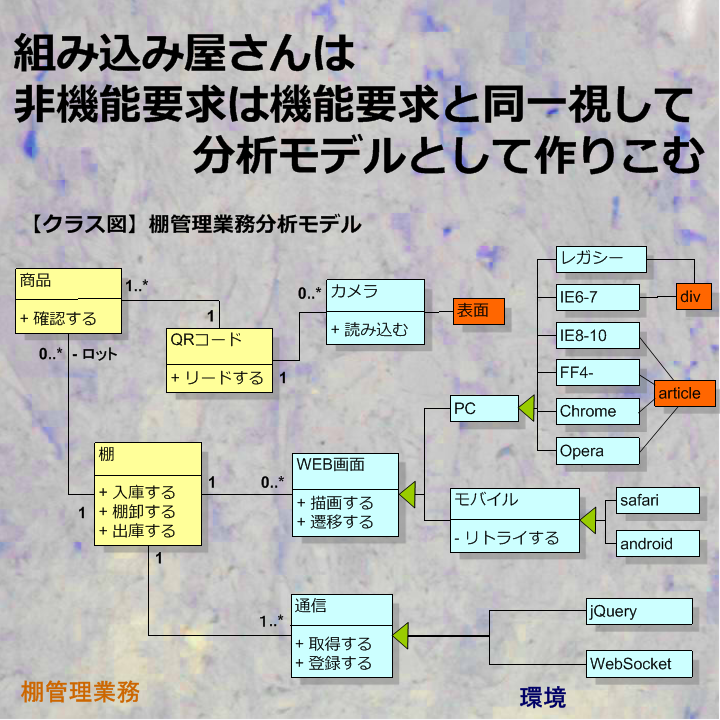 組み込み屋さんは
非機能要求は機能要求と同一視して
分析モデルとして作りこむ
【クラス図】棚管理業務分析モデル
商品
+ 確認する
1..*
1
QRコード
+ リードする
1
0..*
カメラ
+ 読み込む
表面
レガシー
IE6-7
div
IE8-10
FF4-
Chrome
Opera
article
PC
0..* - ロット
1
棚
+ 入庫する
+ 棚卸する
+ 出庫する
1
0..*
WEB画面
+ 描画する
+ 遷移する
モバイル
- リトライする
safari
android
1
1..*
通信
+ 取得する
+ 登録する
jQuery
WebSocket
棚管理業務
環境